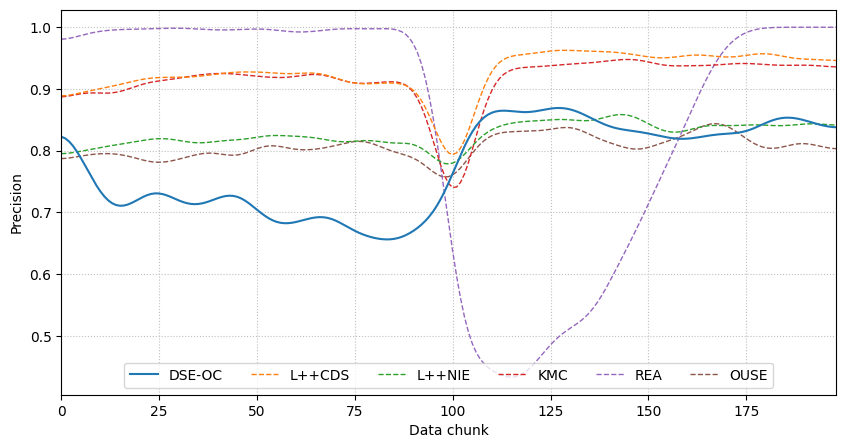 Precision
1.0
0.9
0.8
0.7
0.6
0.5
DSE-OC L++CDS L++NIE KMC REA OUSE
0 25 50 75 100 125 150 175
Data chunk